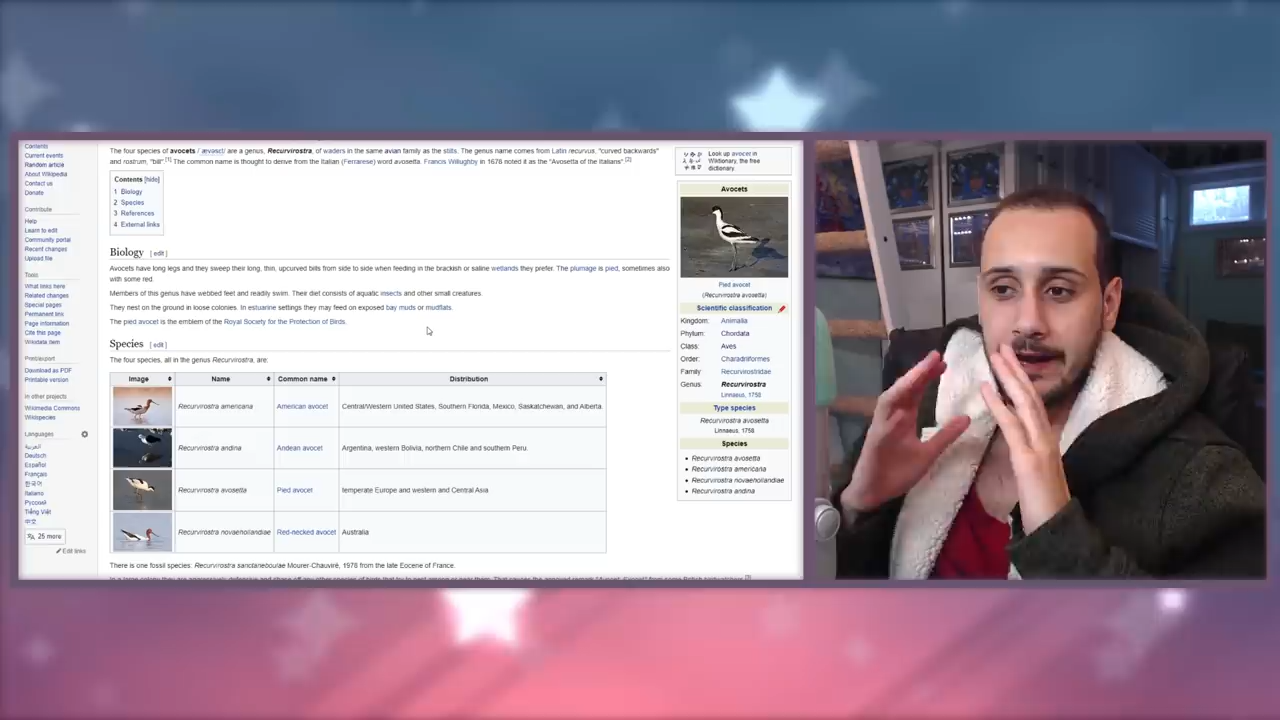 Contents
Current events
Random article
About Wikipedia
Contact us
Donate
Contribute
Help
Learn to edit
Community portal
Recent changes
Upload file
Tools
What links here
Related changes
Special pages
Permanent link
Page information
Cite this page
Wikidata item
Print/export
Download as PDF
Printable version
In other projects
Wikimedia Commons
Wikispecies
Languages
العربية
Deutsch
Español
Français
한국어
Italiano
Русский
Tiếng Việt
中文
25 more
Edit links
The four species of avocets /ˈævəsɛt/ are a genus, Recurvirostra, of waders in the same avian family as the stilts. The genus name comes from Latin recurvus, "curved backwards"
and rostrum, "bill".[1] The common name is thought to derive from the Italian (Ferrarese) word avosetta. Francis Willughby in 1678 noted it as the "Avosetta of the Italians".[2]
Contents [hide]
1 Biology
2 Species
3 References
4 External links
Biology [ edit ]
Avocets have long legs and they sweep their long, thin, upcurved bills from side to side when feeding in the brackish or saline wetlands they prefer. The plumage is pied, sometimes also
with some red.
Members of this genus have webbed feet and readily swim. Their diet consists of aquatic insects and other small creatures.
They nest on the ground in loose colonies. In estuarine settings they may feed on exposed bay muds or mudflats.
The pied avocet is the emblem of the Royal Society for the Protection of Birds.
Species [ edit ]
The four species, all in the genus Recurvirostra, are:
Image Name Common name Distribution
Recurvirostra americana American avocet Central/Western United States, Southern Florida, Mexico, Saskatchewan, and Alberta
Recurvirostra andina Andean avocet Argentina, western Bolivia, northern Chile and southern Peru.
Recurvirostra avosetta Pied avocet temperate Europe and western and Central Asia
Recurvirostra novaehollandiae Red-necked avocet Australia
There is one fossil species: Recurvirostra sanctaneboulae Mourer-Chauviré, 1978 from the late Eocene of France.
Look up avocet in
Wiktionary, the free
dictionary.
Avocets
Pied avocet
(Recurvirostra avosetta)
Scientific classification
Kingdom: Animalia
Phylum: Chordata
Class: Aves
Order: Charadriiformes
Family: Recurvirostridae
Genus: Recurvirostra
Linnaeus, 1758
Type species
Recurvirostra avosetta
Linnaeus, 1758
Species
• Recurvirostra avosetta
• Recurvirostra americana
• Recurvirostra novaehollandiae
• Recurvirostra andina